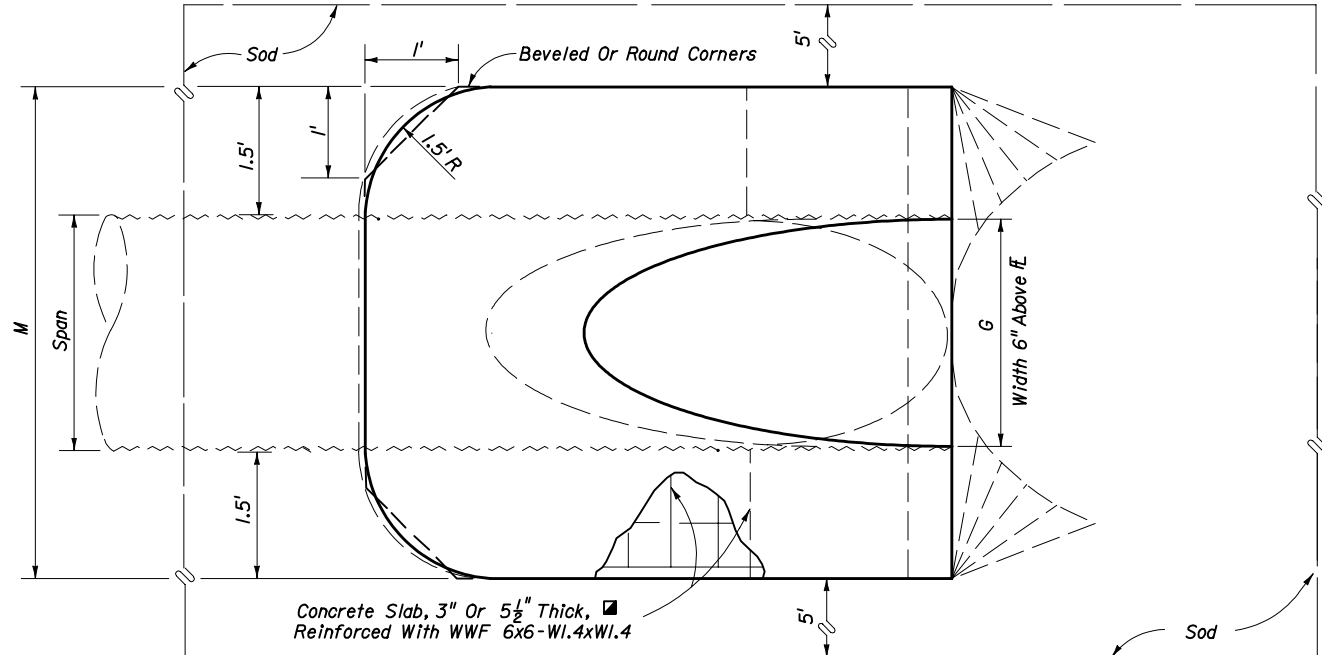 Sod
1'
Beveled Or Round Corners
5'
1.5'
1'
1.5' R
M
Span
G
Width 6" Above ℄
1.5'
Concrete Slab, 3" Or 5½" Thick, ◪
Reinforced With WWF 6x6-W1.4xW1.4
5'
Sod